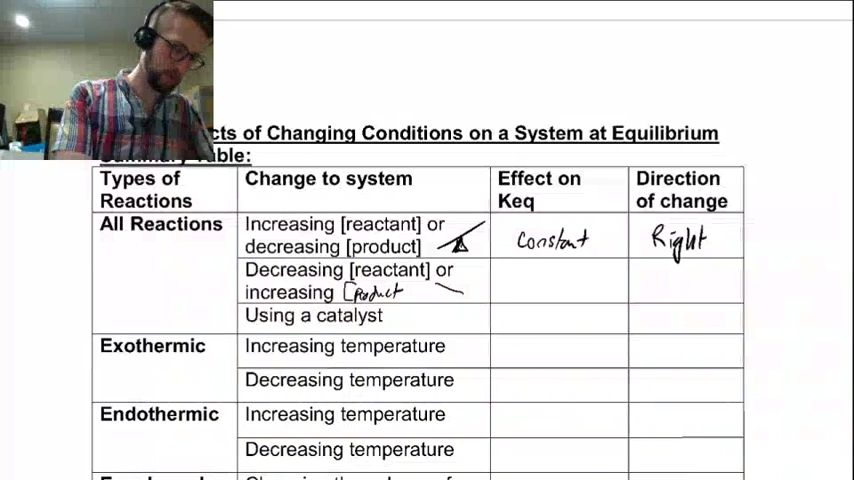 cts of Changing Conditions on a System at Equilibrium
Summary Table:
Types of Reactions
Change to system
Effect on Keq
Direction of change
All Reactions
Increasing [reactant] or
decreasing [product]
Constant
Right
Decreasing [reactant] or
increasing [product
Using a catalyst
Exothermic
Increasing temperature
Decreasing temperature
Endothermic
Increasing temperature
Decreasing temperature